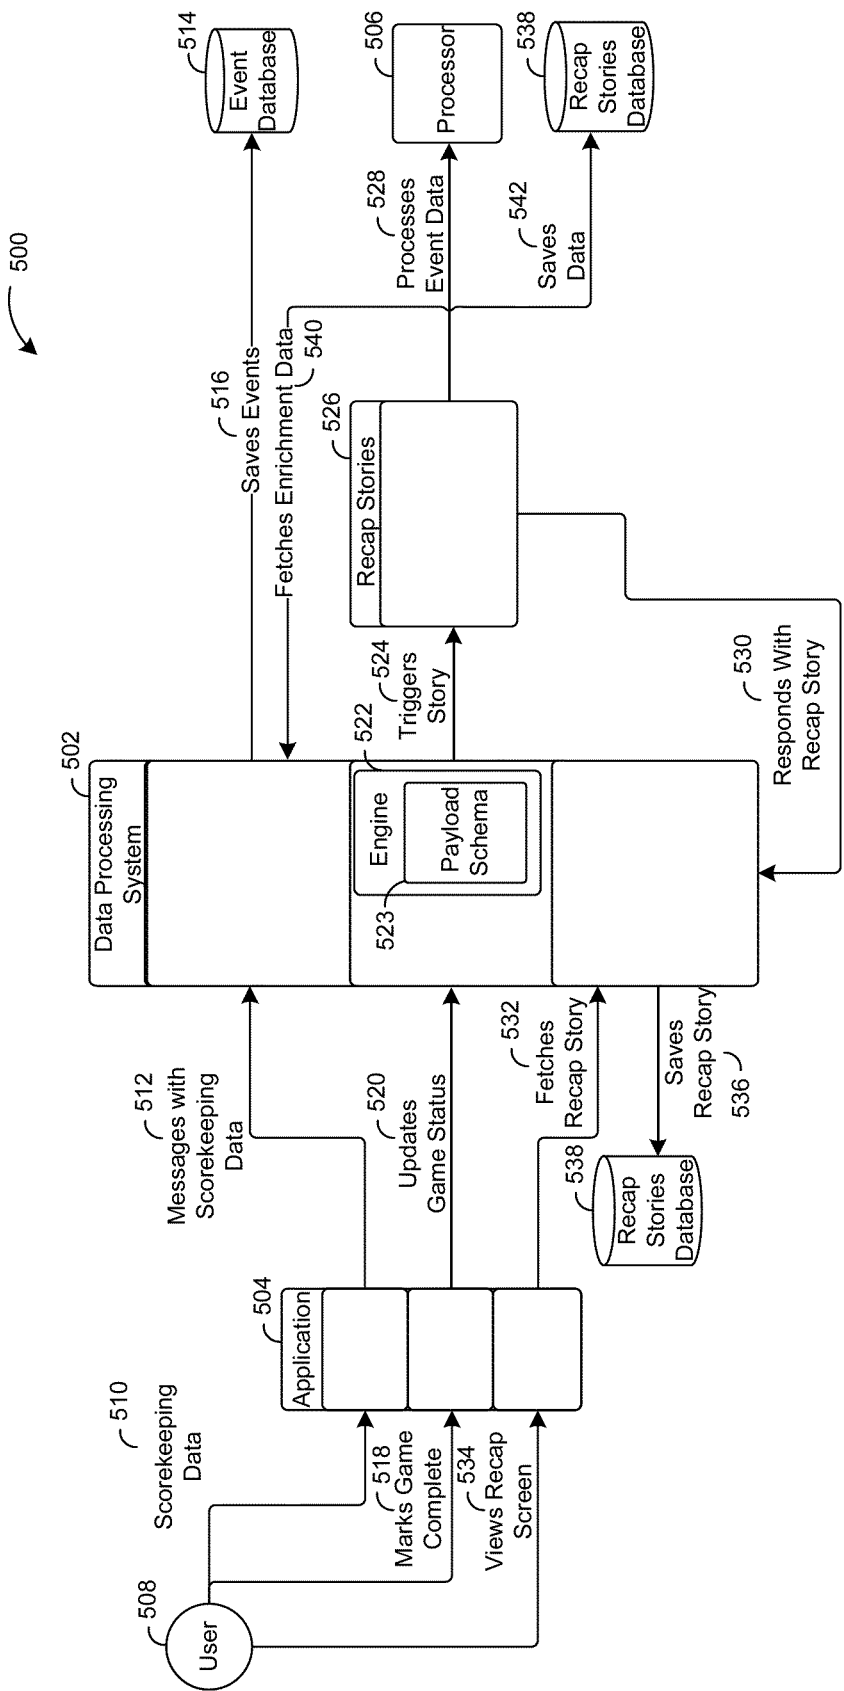 500
508
User
510
Scorekeeping
Data
518
Marks Game
Complete
534
Views Recap
Screen
504
Application
512
Messages with
Scorekeeping
Data
520
Updates
Game Status
532
Fetches
Recap Story
Saves
Recap Story
536
538
Recap
Stories
Database
502
Data Processing
System
522
Engine
523
Payload
Schema
516
Saves Events
Fetches Enrichment Data
540
524
Triggers
Story
526
Recap Stories
530
Responds With
Recap Story
528
Processes
Event Data
542
Saves
Data
514
Event
Database
506
Processor
538
Recap
Stories
Database